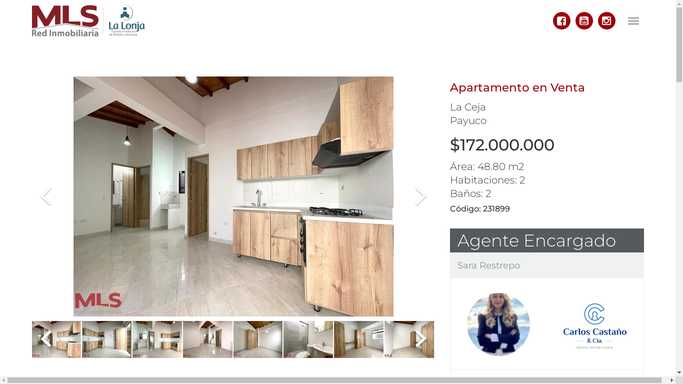 MLS
Red Inmobiliaria
La Lonja
Apartamento en Venta
La Ceja
Payuco
$172.000.000
Área: 48.80 m2
Habitaciones: 2
Baños: 2
Código: 231899
Agente Encargado
Sara Restrepo
MLS
Carlos Castaño
& Cia.